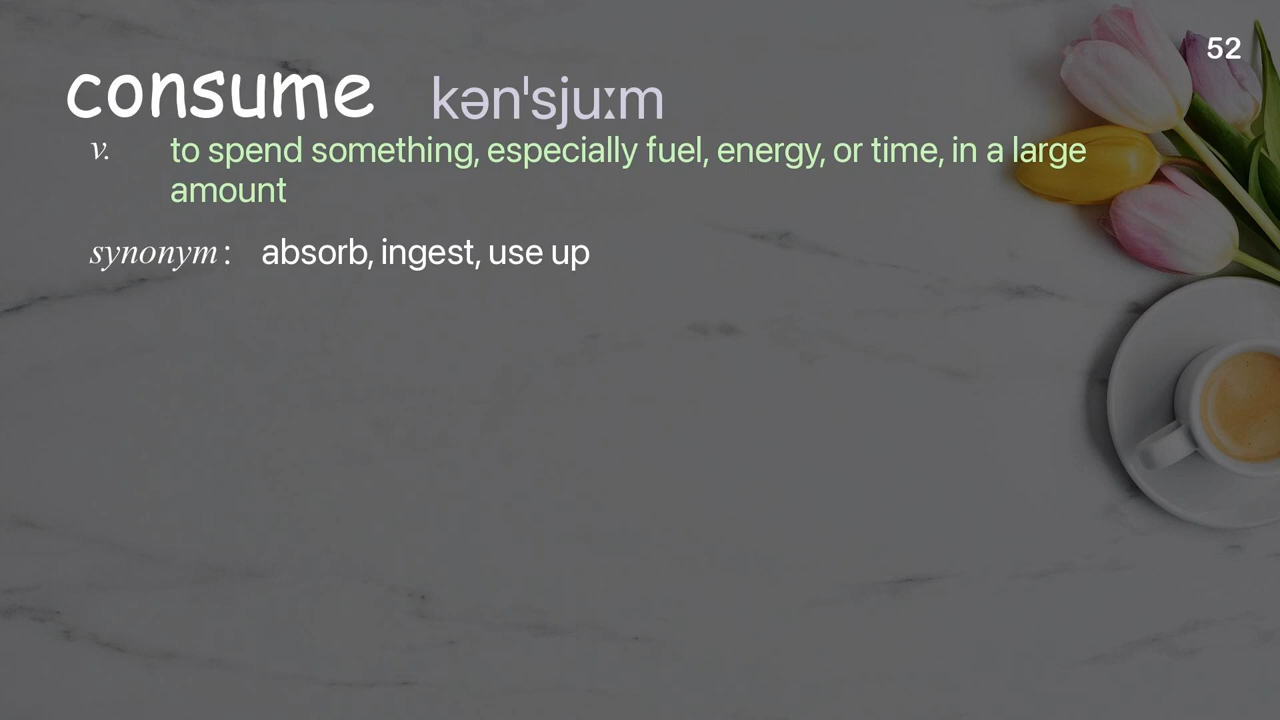 52
consume kən'sjuːm
v. to spend something, especially fuel, energy, or time, in a large
amount
synonym : absorb, ingest, use up